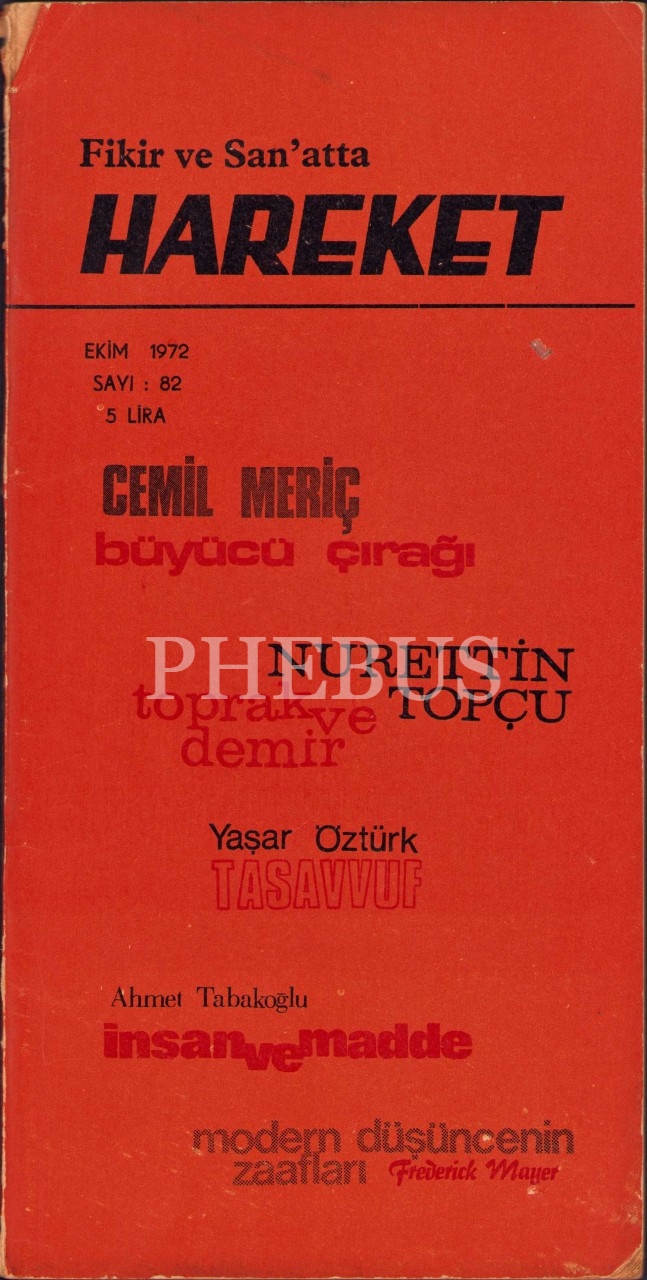 Fikir ve San'atta
HAREKET
EKİM 1972
SAYI : 82
5 LİRA
CEMİL MERİÇ
büyücü çırağı
PHEBUS
NURETTİN
TOPÇU
toprak ve
demir
Yaşar Öztürk
TASAVVUF
Ahmet Tabakoğlu
insan ve madde
modern düşüncenin
zaafları Frederick Mayer